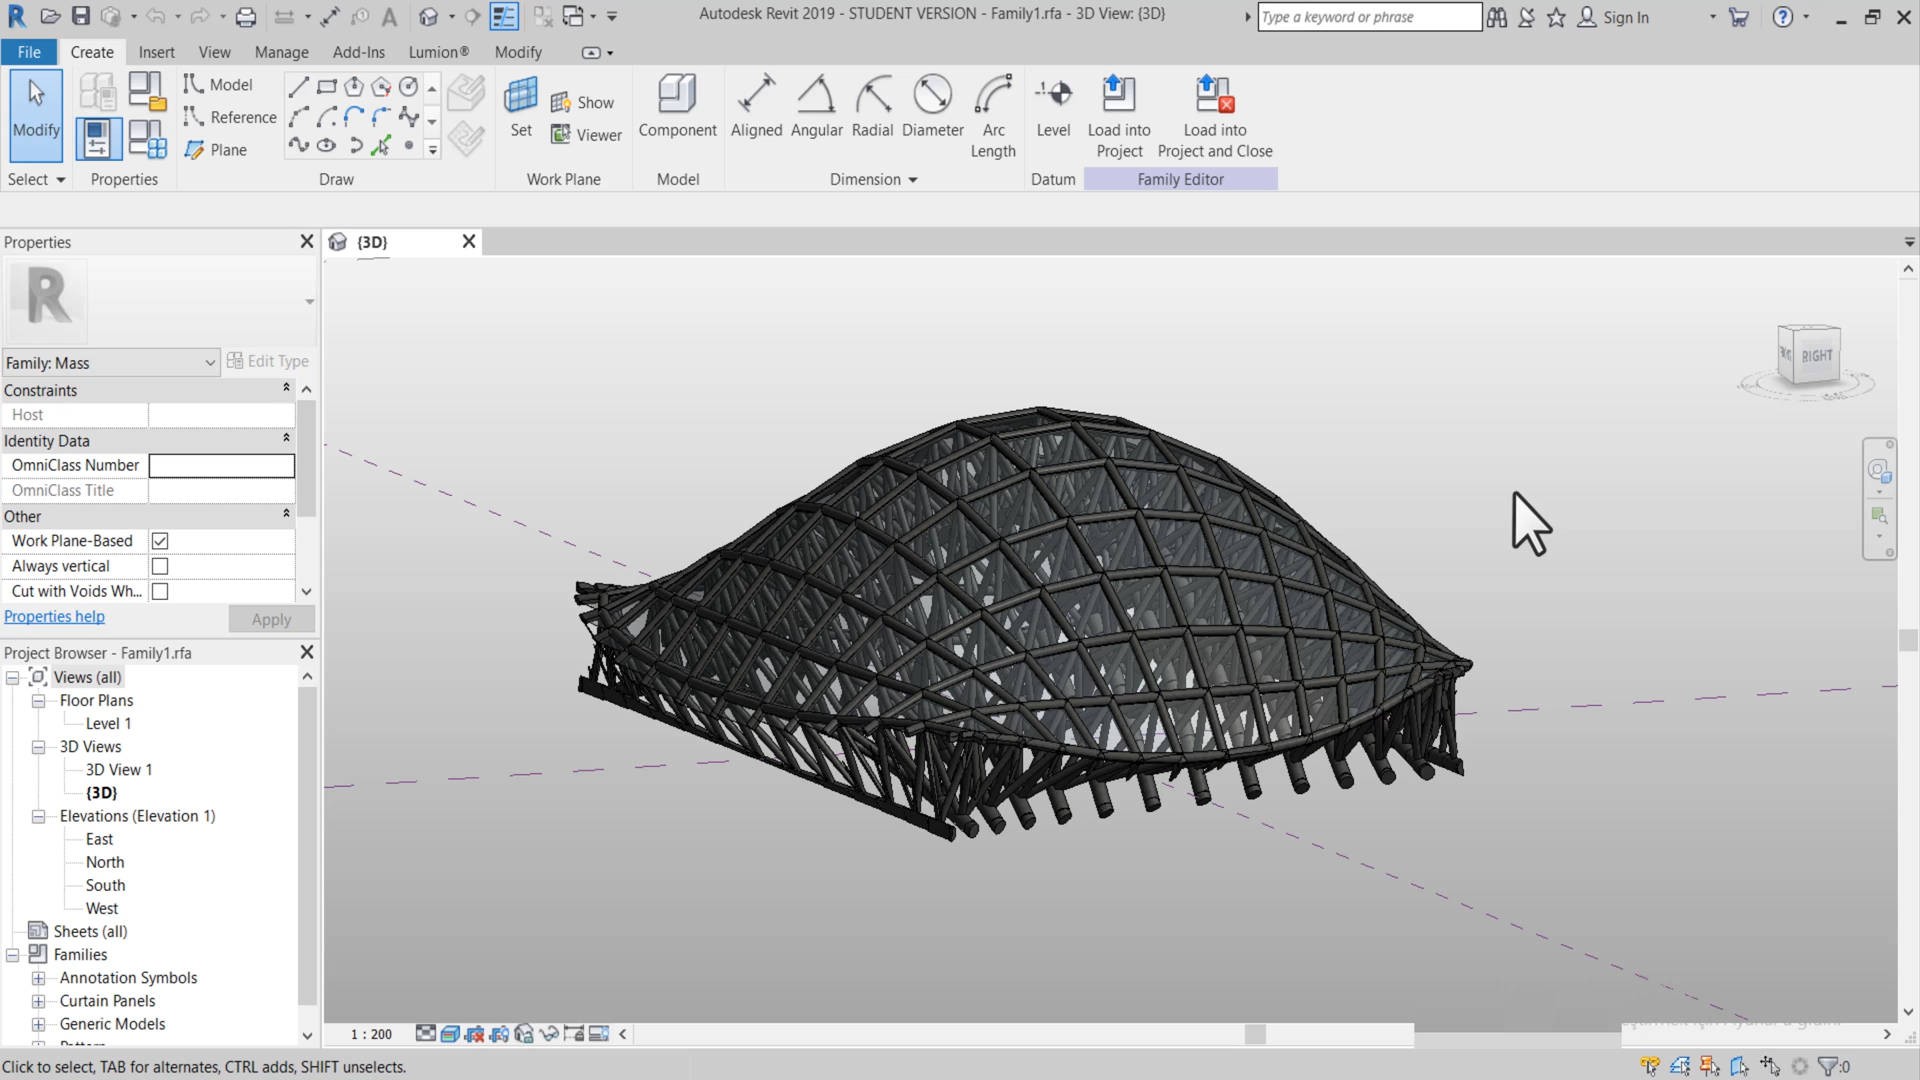 Autodesk Revit 2019 - STUDENT VERSION - Family1.rfa - 3D View: {3D}
Type a keyword or phrase
Sign In
File Create Insert View Manage Add-Ins Lumion® Modify
Modify
Model
Reference
Plane
Set
Show
Viewer
Component
Aligned
Angular
Radial
Diameter
Arc
Length
Level
Load into
Project
Load into
Project and Close
Select Properties Draw Work Plane Model Dimension Datum Family Editor
Properties
{3D}
R
Family: Mass
Edit Type
Constraints
Host
Identity Data
OmniClass Number
OmniClass Title
Other
Work Plane-Based
Always vertical
Cut with Voids Wh...
Properties help
Apply
RIGHT
Project Browser - Family1.rfa
Views (all)
Floor Plans
Level 1
3D Views
3D View 1
{3D}
Elevations (Elevation 1)
East
North
South
West
Sheets (all)
Families
Annotation Symbols
Curtain Panels
Generic Models
1 : 200
Click to select, TAB for alternates, CTRL adds, SHIFT unselects.
:0